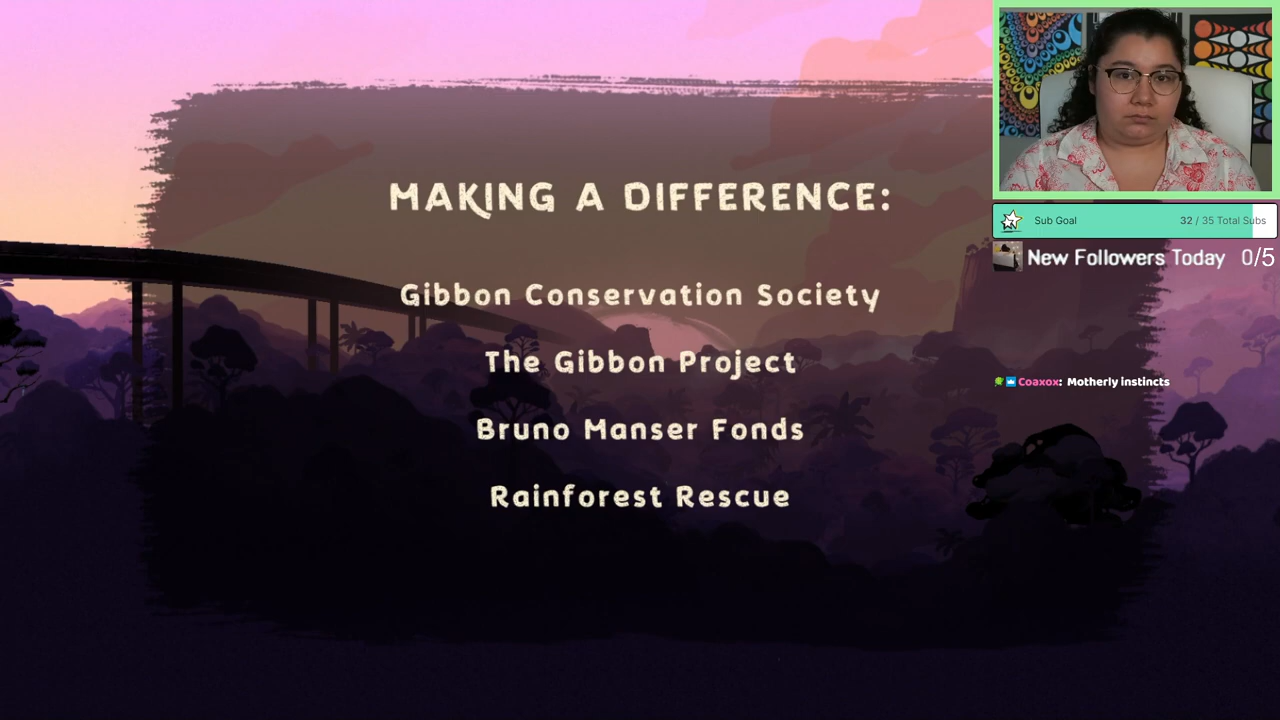 MAKING A DIFFERENCE:
Gibbon Conservation Society
The Gibbon Project
Bruno Manser Fonds
Rainforest Rescue
Sub Goal
32 / 35 Total Subs
New Followers Today 0/5
Coaxox: Motherly instincts